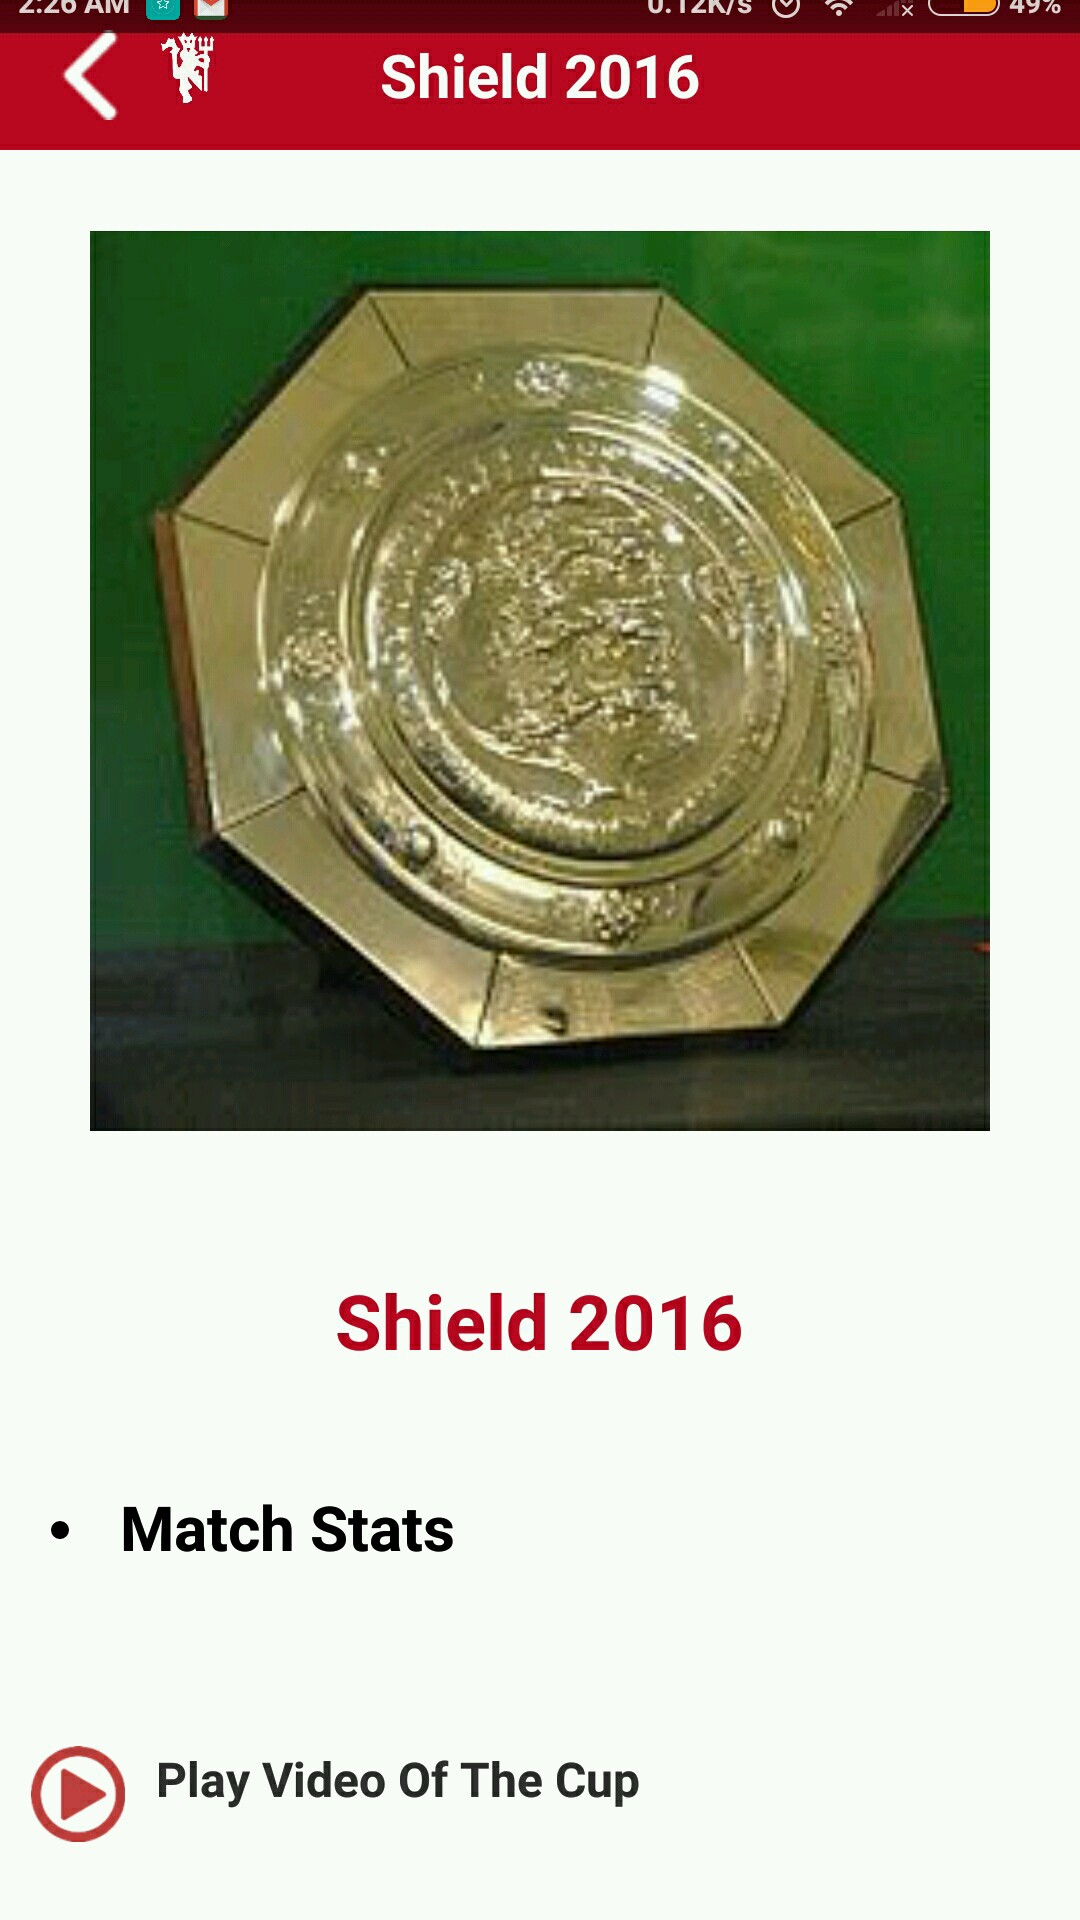 2:26 AM 0.12K/s 49%
Shield 2016
Shield 2016
• Match Stats
Play Video Of The Cup